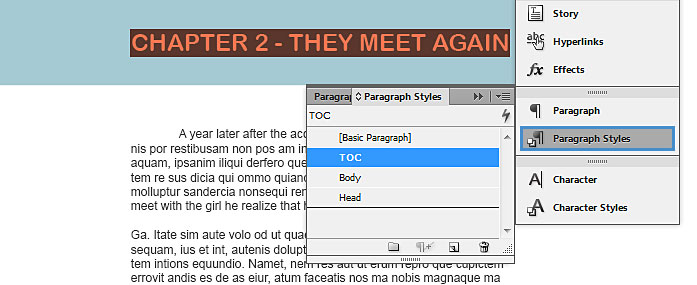 CHAPTER 2 - THEY MEET AGAIN
A year later after the acc
nis por restibusam non pos am in
aquam, ipsanim iliqui derfero que
tem re sus dicia qui ommo quiand
molluptur sandercia nonsequi rem
meet with the girl he realize that h
Ga. Itate sim aute volo od ut quae
sequam, ius et int, autenis dolupt
tem intions equundio. Namet, nem res aut ut erum repro que cupictem
errovit andis es de as eiur, atum faceatis nos ma nobis magnaque ma
Paragrap
Paragraph Styles
TOC
[Basic Paragraph]
TOC
Body
Head
Story
Hyperlinks
Effects
Paragraph
Paragraph Styles
Character
Character Styles